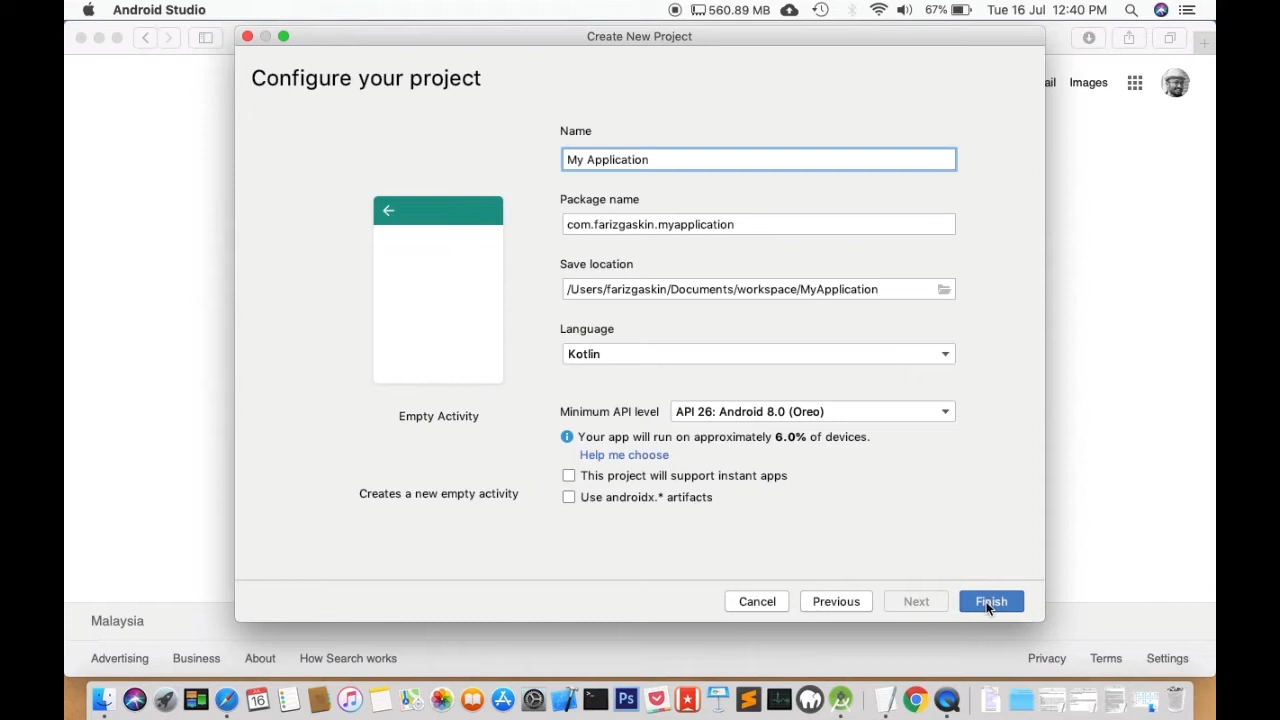 Android Studio
560.89 MB
67%
Tue 16 Jul 12:40 PM
Create New Project
Configure your project
ail
Images
Name
My Application
Package name
com.farizgaskin.myapplication
Save location
/Users/farizgaskin/Documents/workspace/MyApplication
Language
Kotlin
Empty Activity
Minimum API level
API 26: Android 8.0 (Oreo)
Your app will run on approximately 6.0% of devices.
Help me choose
This project will support instant apps
Creates a new empty activity
Use androidx.* artifacts
Cancel
Previous
Next
Finish
Malaysia
Advertising
Business
About
How Search works
Privacy
Terms
Settings
16
Ps